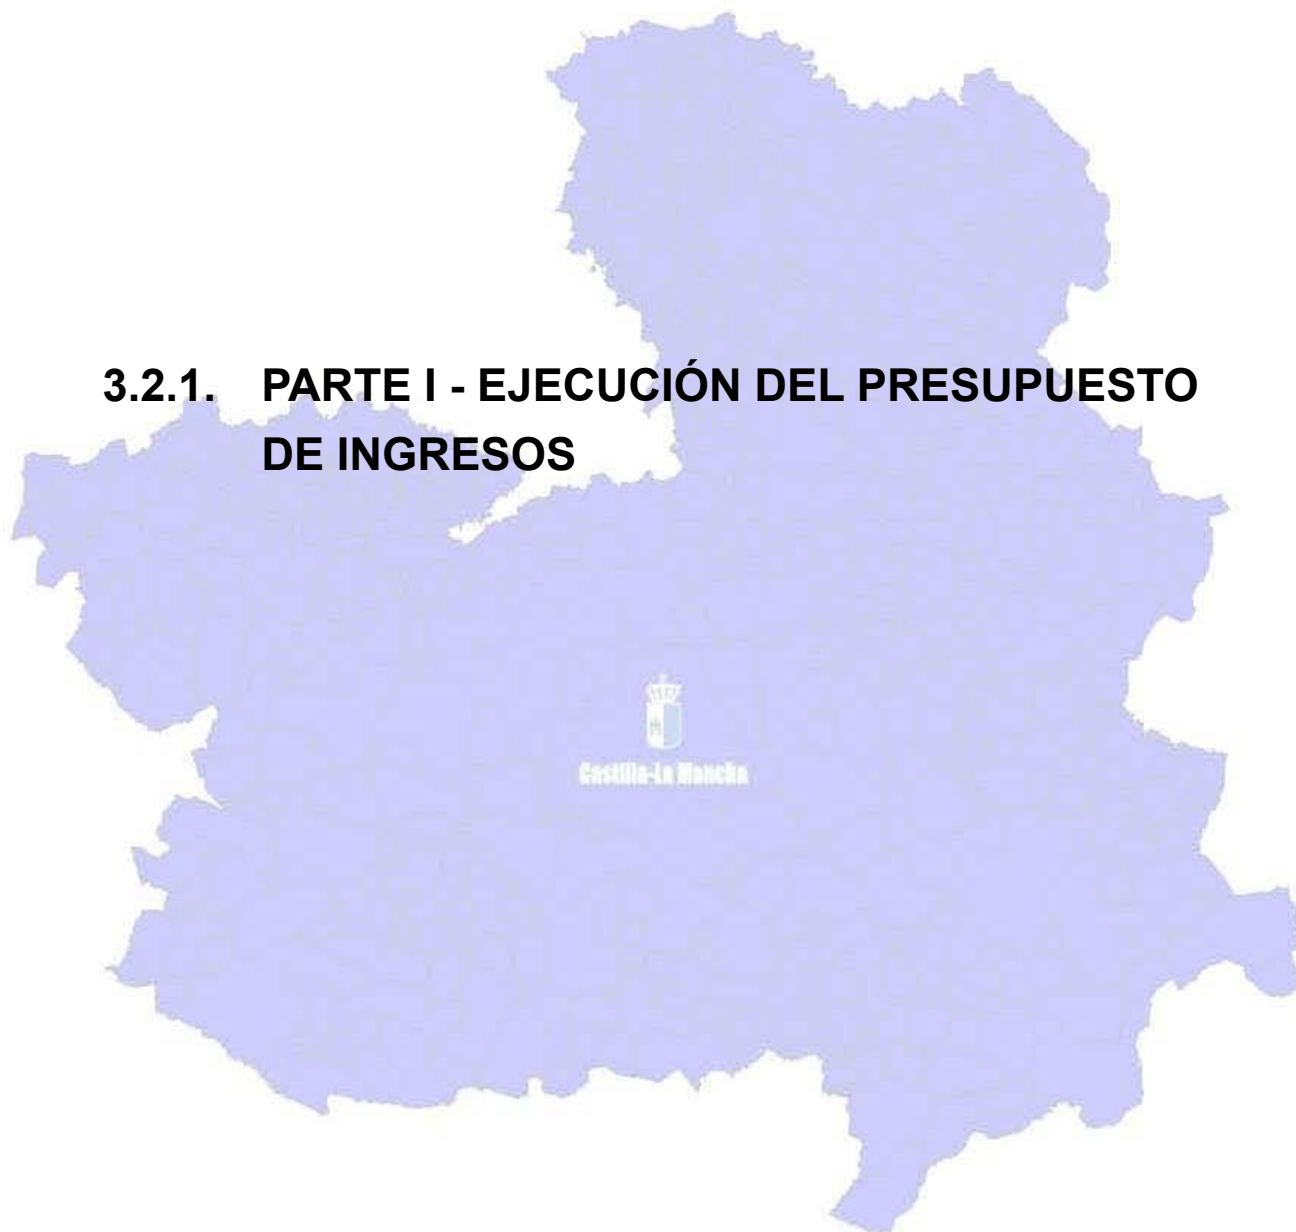 3.2.1. PARTE I - EJECUCIÓN DEL PRESUPUESTO
DE INGRESOS
Castilla-La Mancha